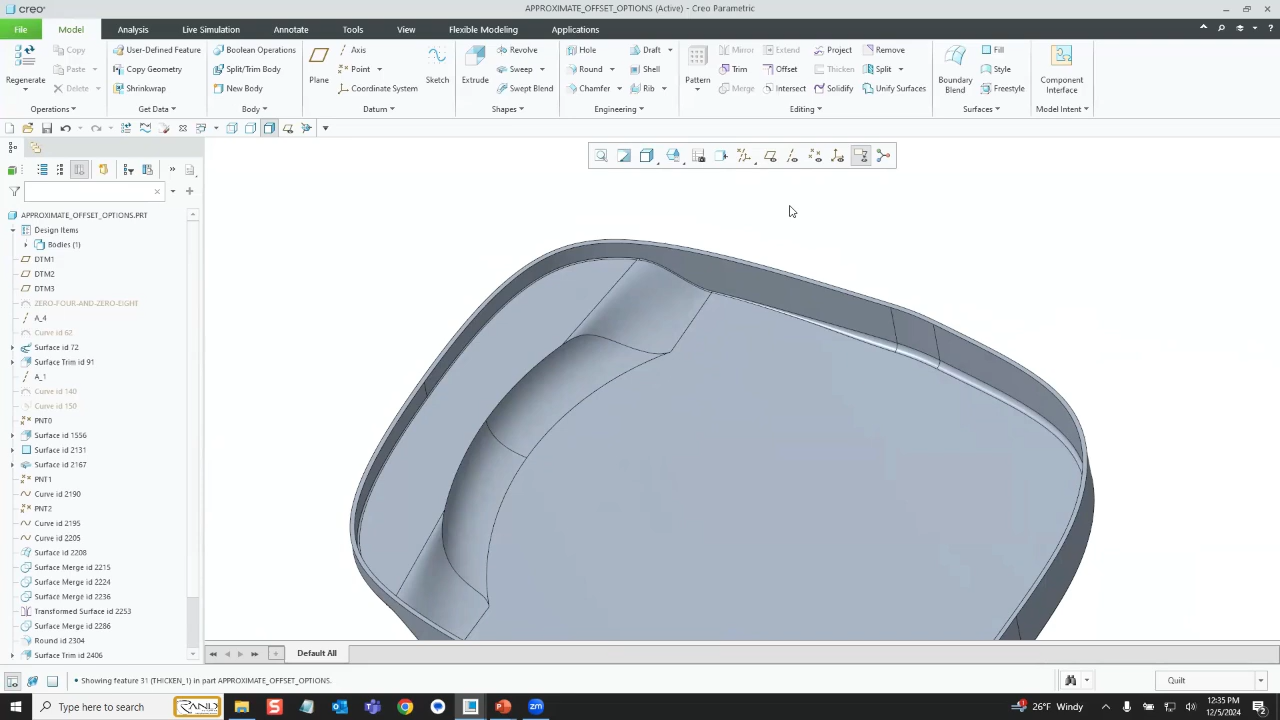 creo
APPROXIMATE_OFFSET_OPTIONS (Active) - Creo Parametric
File Model Analysis Live Simulation Annotate Tools View Flexible Modeling Applications
Regenerate
Copy
Paste
Delete
Operations
User-Defined Feature
Copy Geometry
Shrinkwrap
Get Data
Boolean Operations
Split/Trim Body
New Body
Body
Plane
Axis
Point
Coordinate System
Sketch
Datum
Extrude
Revolve
Sweep
Swept Blend
Shapes
Hole
Round
Chamfer
Draft
Shell
Rib
Engineering
Pattern
Mirror
Trim
Merge
Extend
Offset
Intersect
Project
Thicken
Solidify
Remove
Split
Unify Surfaces
Editing
Boundary
Blend
Fill
Style
Freestyle
Surfaces
Component
Interface
Model Intent
APPROXIMATE_OFFSET_OPTIONS.PRT
Design Items
Bodies (1)
DTM1
DTM2
DTM3
ZERO-FOUR-AND-ZERO-EIGHT
A_4
Curve id 62
Surface id 72
Surface Trim id 91
A_1
Curve id 140
Curve id 150
PNT0
Surface id 1556
Surface id 2131
Surface id 2167
PNT1
Curve id 2190
PNT2
Curve id 2195
Curve id 2205
Surface id 2208
Surface Merge id 2215
Surface Merge id 2224
Surface Merge id 2236
Transformed Surface id 2253
Surface Merge id 2286
Round id 2304
Surface Trim id 2406
Default All
• Showing feature 31 (THICKEN_1) in part APPROXIMATE_OFFSET_OPTIONS.
Quilt
Type here to search
RAND
26°F Windy
12:35 PM
12/5/2024